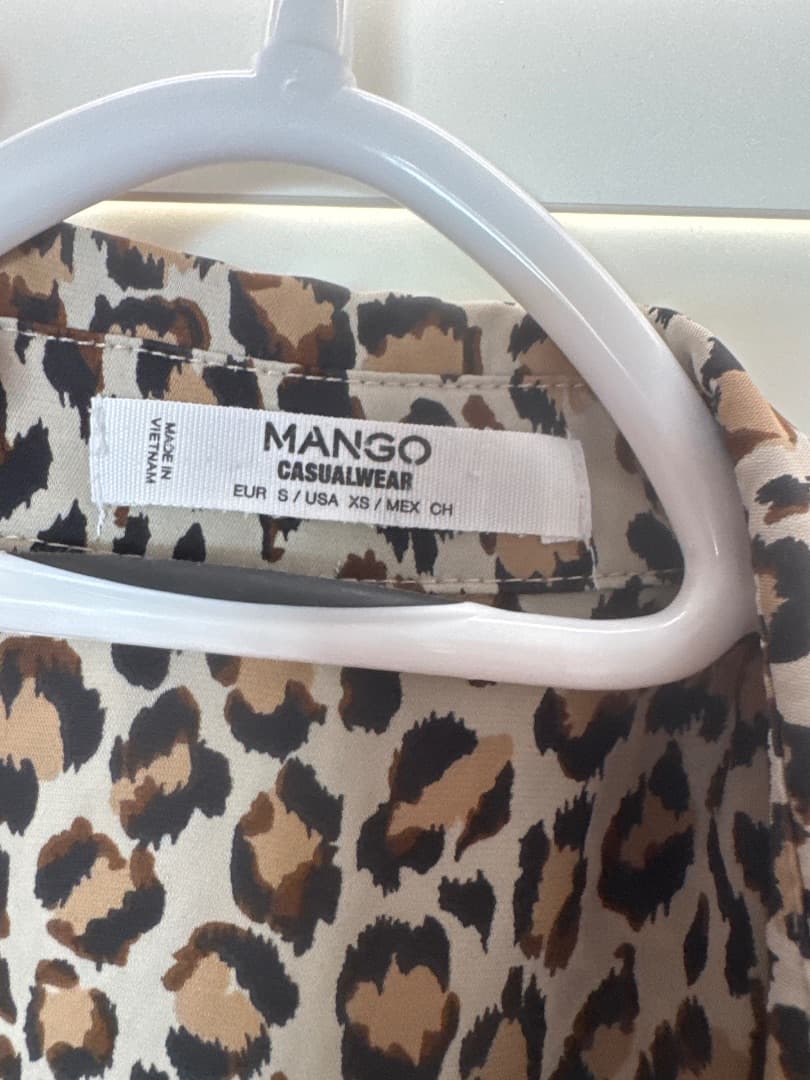 MADE IN
VIETNAM
MANGO
CASUALWEAR
EUR S / USA XS / MEX CH